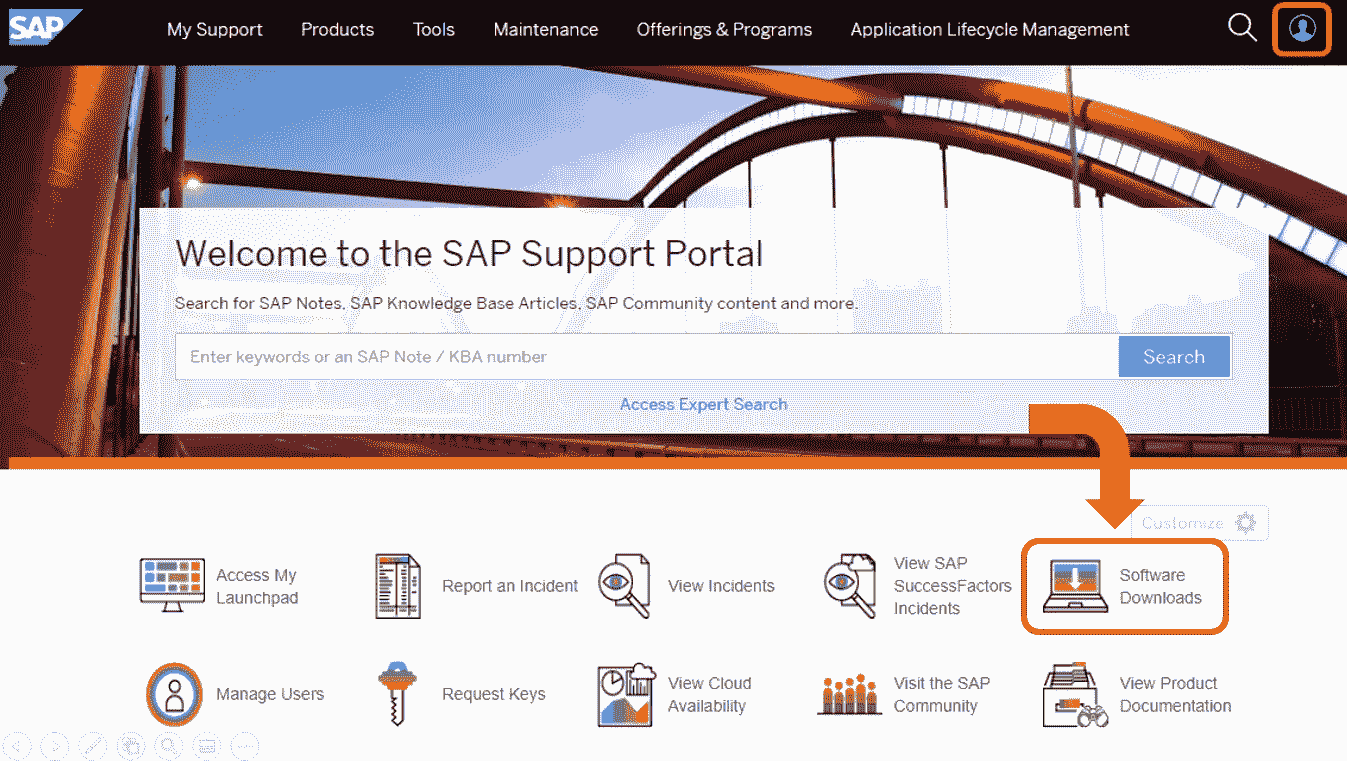 SAP
My Support
Products
Tools
Maintenance
Offerings & Programs
Application Lifecycle Management
Welcome to the SAP Support Portal
Search for SAP Notes, SAP Knowledge Base Articles, SAP Community content and more.
Enter keywords or an SAP Note / KBA number
Search
Access Expert Search
Customize
Access My
Launchpad
Report an Incident
View Incidents
View SAP
SuccessFactors
Incidents
Software
Downloads
Manage Users
Request Keys
View Cloud
Availability
Visit the SAP
Community
View Product
Documentation